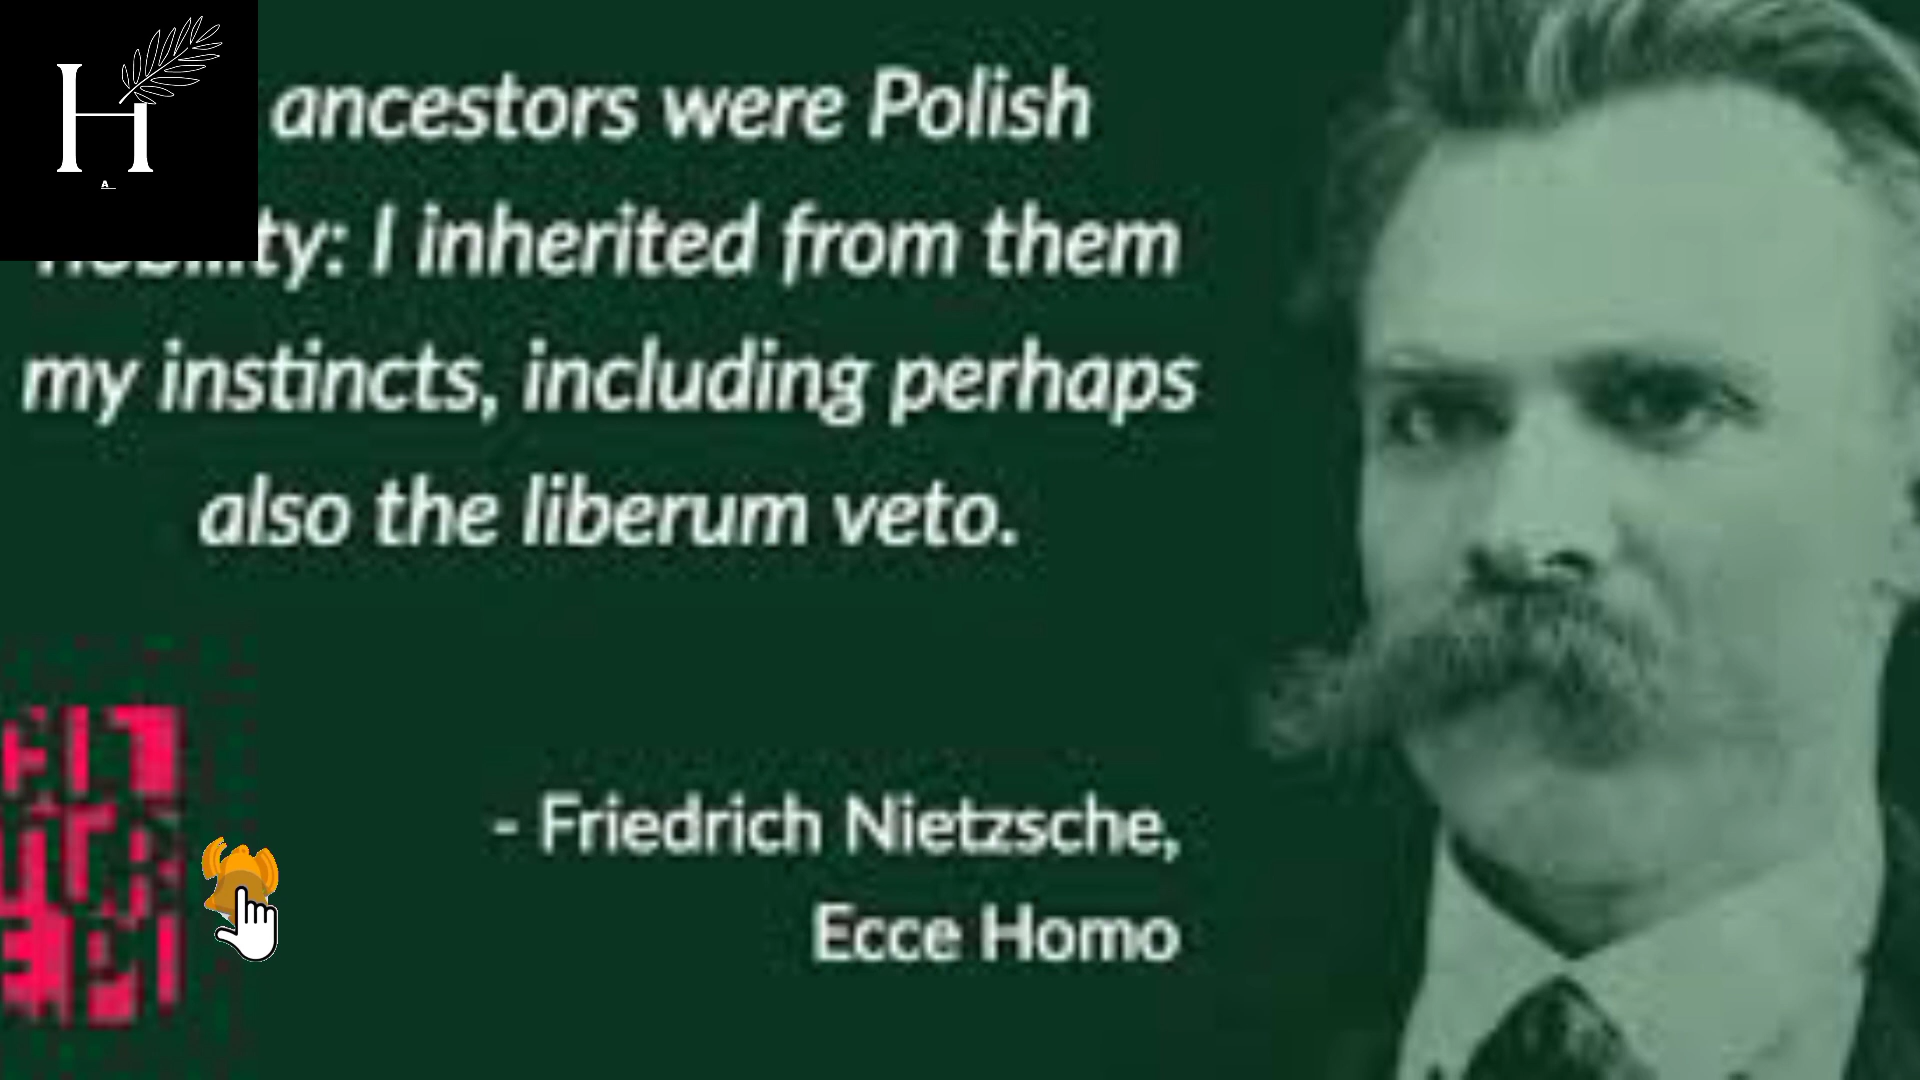 H
A
ancestors were Polish
ty: I inherited from them
my instincts, including perhaps
also the liberum veto.
- Friedrich Nietzsche,
Ecce Homo